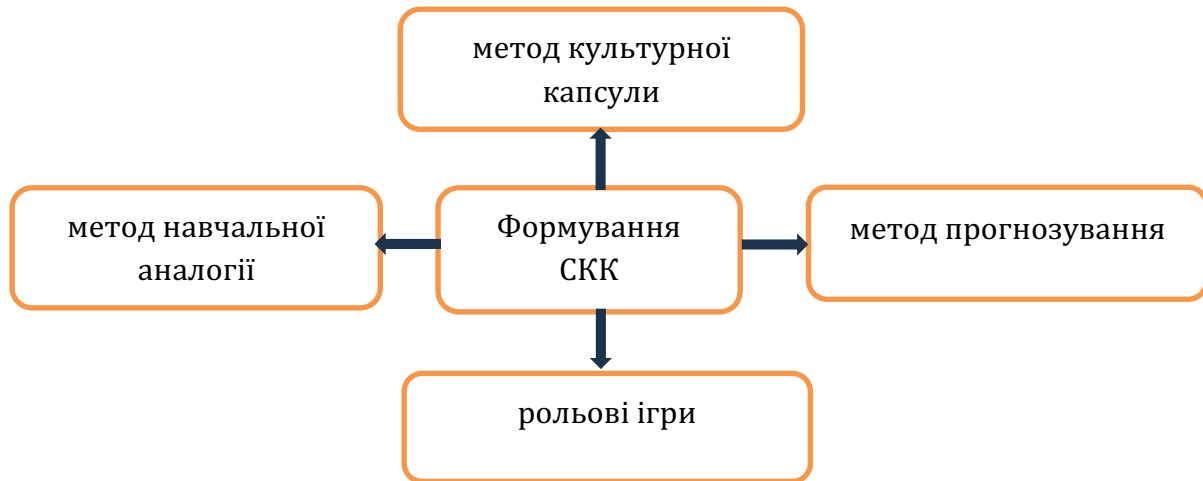 метод культурної
капсули
метод навчальної
аналогії
Формування
СКК
метод прогнозування
рольові ігри